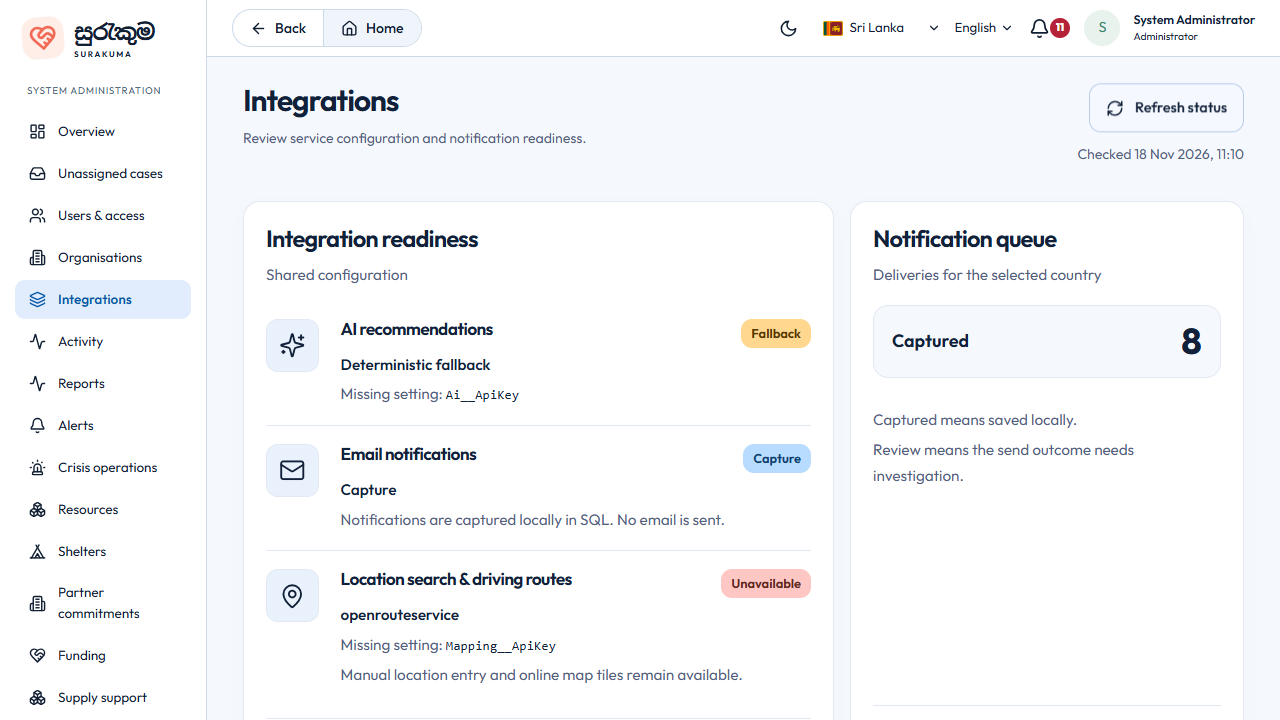 සුරැකුම
SURAKUMA
SYSTEM ADMINISTRATION
Overview
Unassigned cases
Users & access
Organisations
Integrations
Activity
Reports
Alerts
Crisis operations
Resources
Shelters
Partner
commitments
Funding
Supply support
Back
Home
Sri Lanka
English
11
S
System Administrator
Administrator
Integrations
Review service configuration and notification readiness.
Refresh status
Checked 18 Nov 2026, 11:10
Integration readiness
Shared configuration
AI recommendations
Fallback
Deterministic fallback
Missing setting: Ai__ApiKey
Email notifications
Capture
Capture
Notifications are captured locally in SQL. No email is sent.
Location search & driving routes
Unavailable
openrouteservice
Missing setting: Mapping__ApiKey
Manual location entry and online map tiles remain available.
Notification queue
Deliveries for the selected country
Captured
8
Captured means saved locally.
Review means the send outcome needs
investigation.